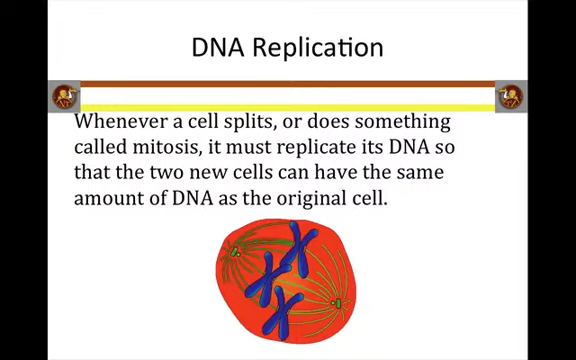 DNA Replication
Whenever a cell splits, or does something
called mitosis, it must replicate its DNA so
that the two new cells can have the same
amount of DNA as the original cell.